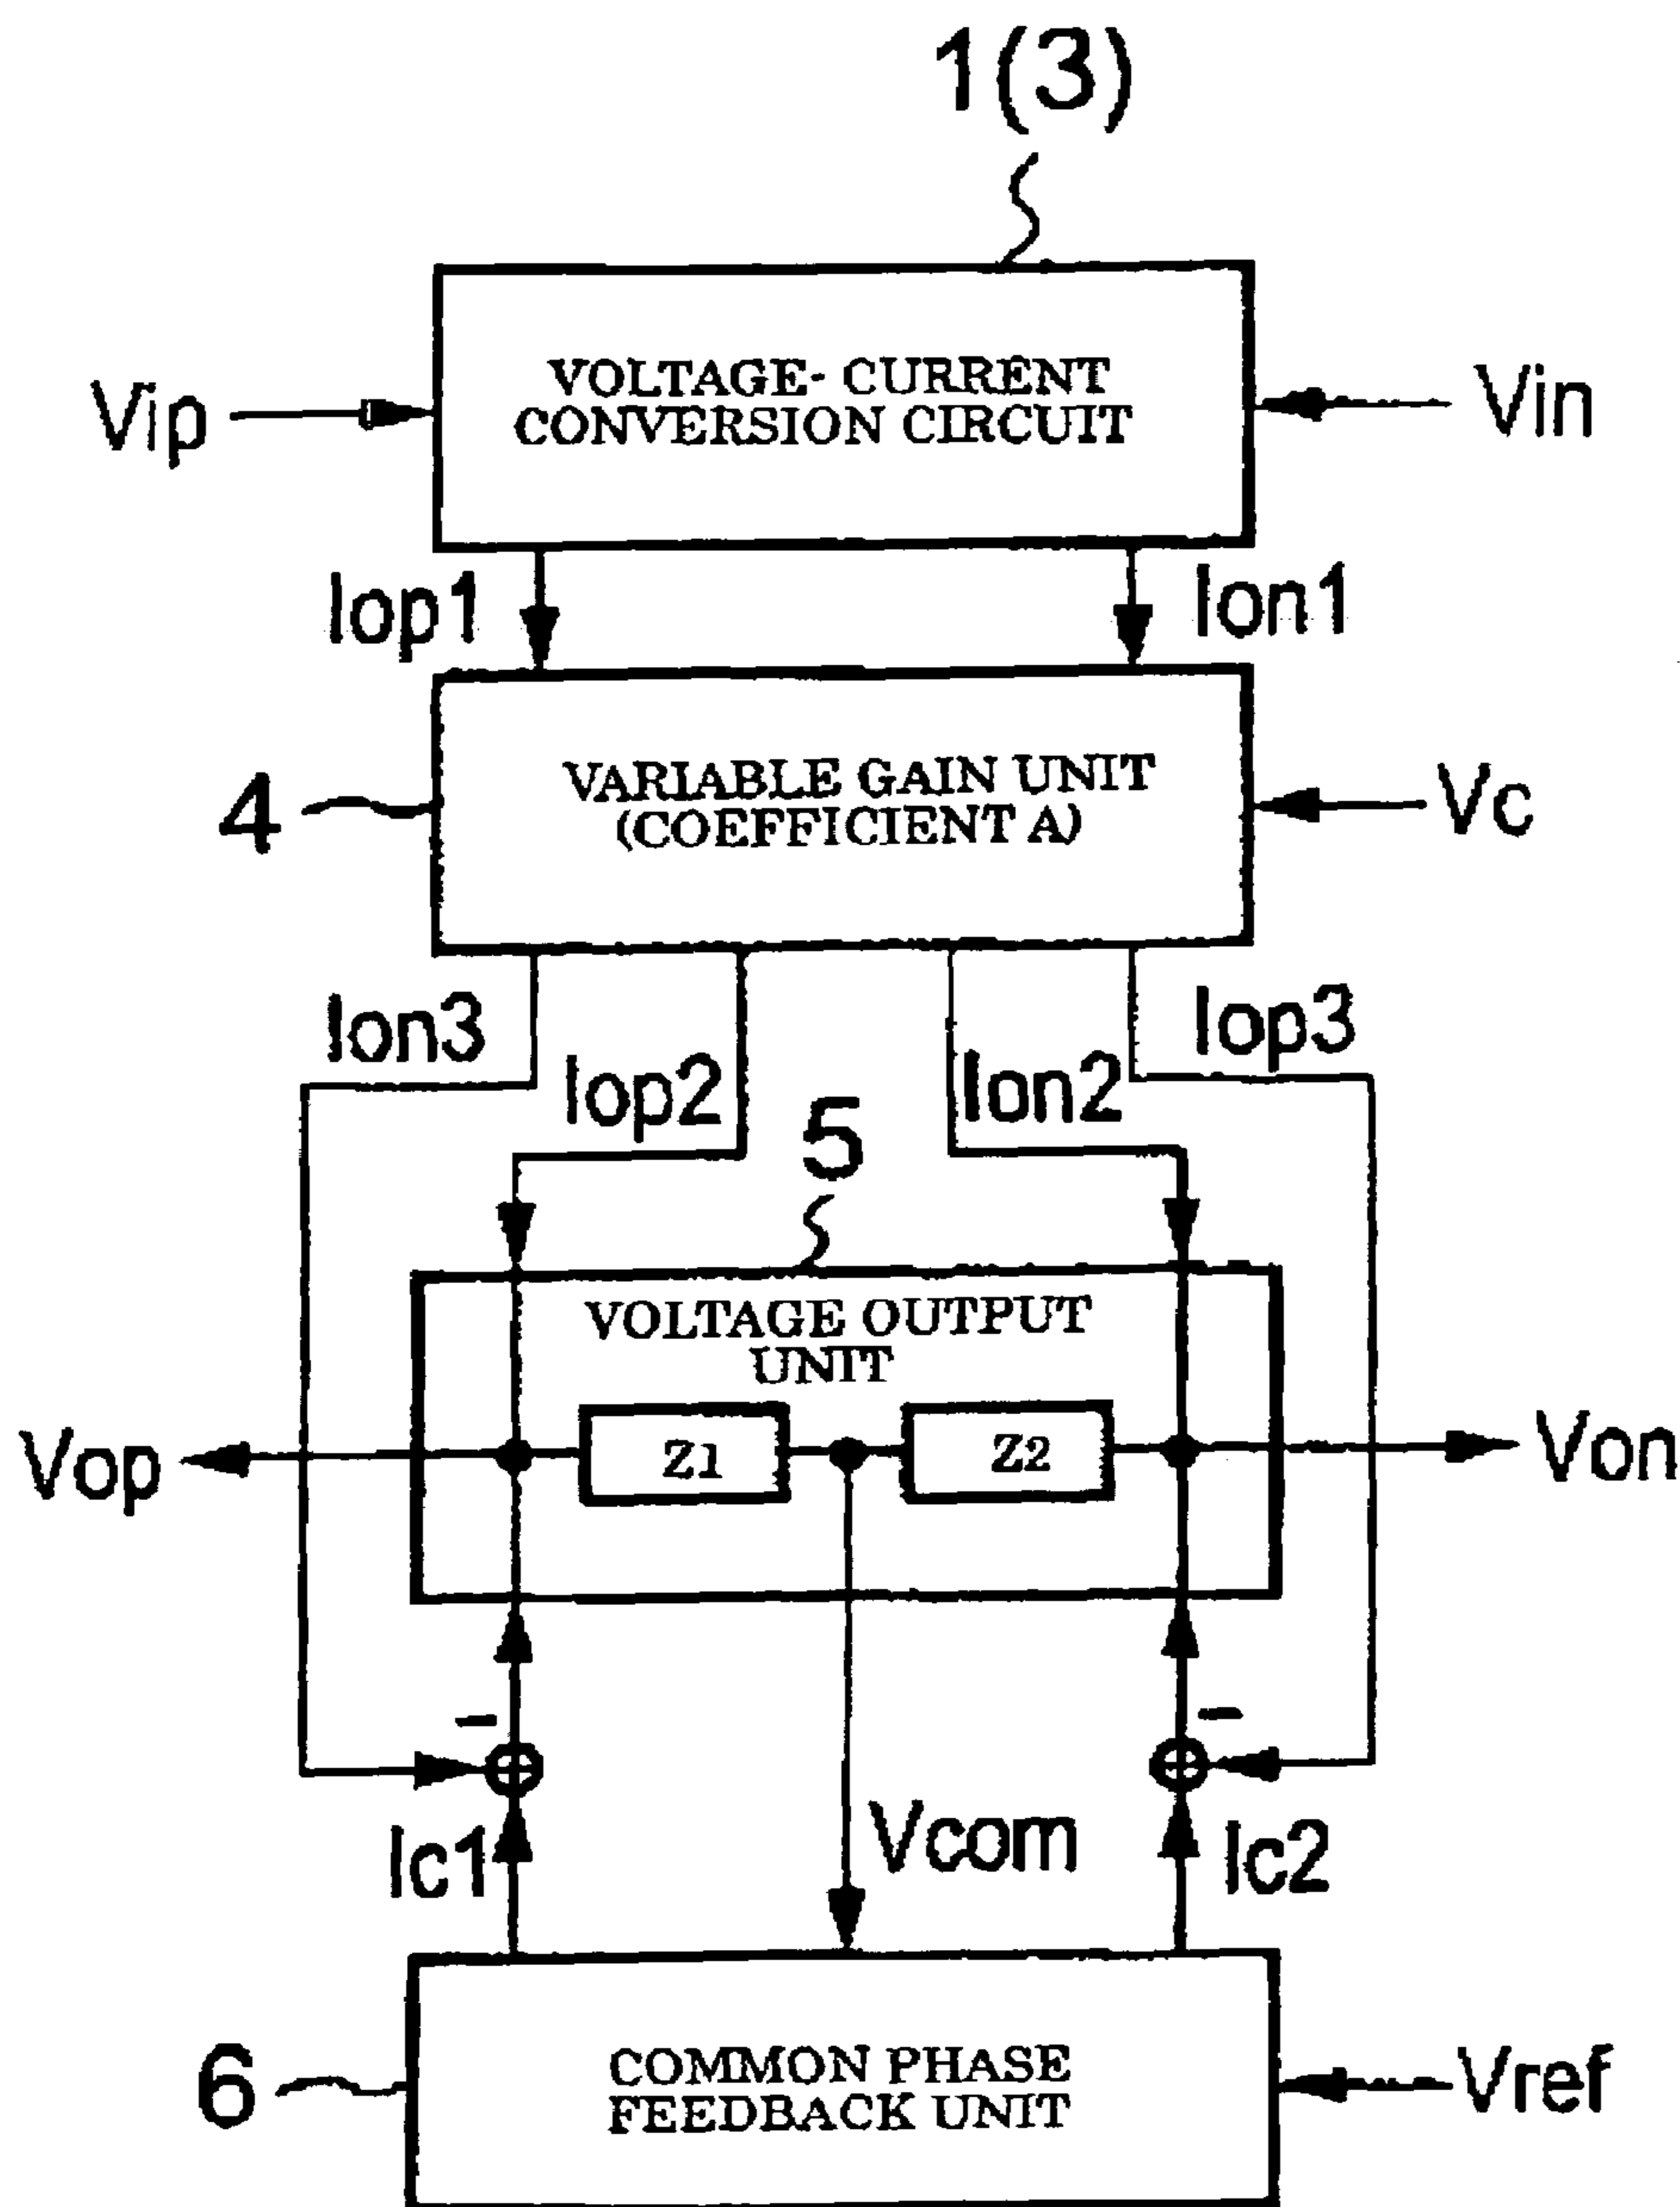 1(3)
VOLTAGE- CURRENT
CONVERSION CIRCUIT
Vip
Vin
Iop1
Ion1
VARIABLE GAIN UNIT
(COEFFICIENT A)
4
Vc
Ion3
Iop2
Ion2
Iop3
5
VOLTAGE OUTPUT
UNIT
Vop
Z1
Z2
Von
-
-
Ic1
Vcom
Ic2
6
COMMON PHASE
FEEDBACK UNIT
Vref